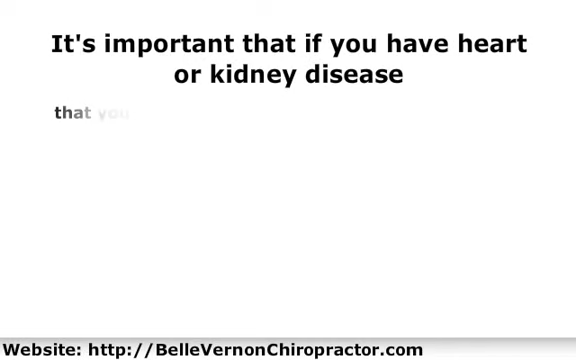 It's important that if you have heart
or kidney disease
that you
Website: http://BelleVernonChiropractor.com